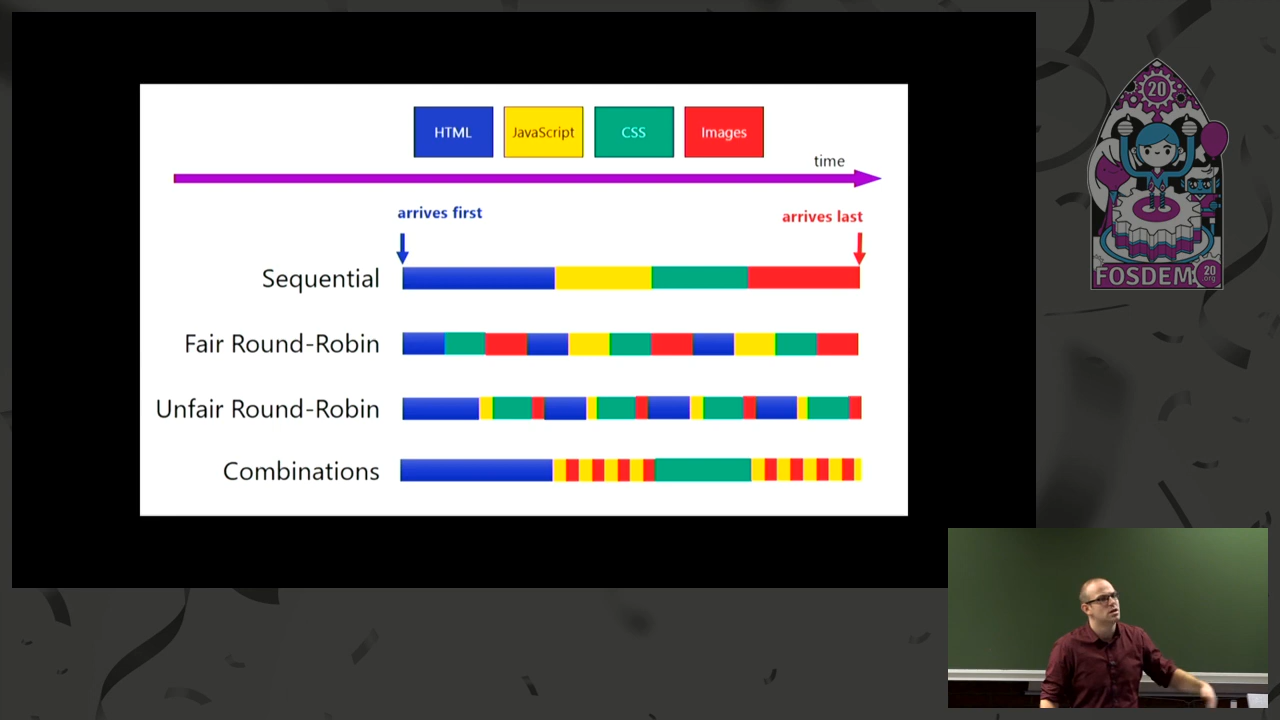 HTML
JavaScript
CSS
Images
time
arrives first
arrives last
Sequential
Fair Round-Robin
Unfair Round-Robin
Combinations
20
FOSDEM
20
.org